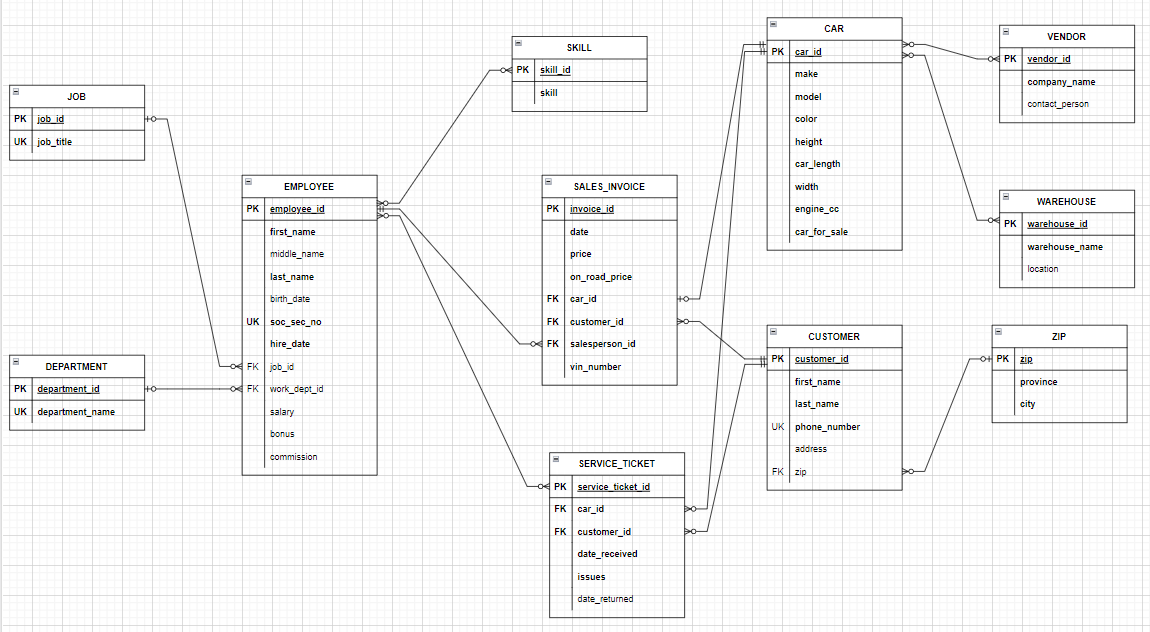 JOB
PK job_id
UK job_title
DEPARTMENT
PK department_id
UK department_name
EMPLOYEE
PK employee_id
first_name
middle_name
last_name
birth_date
UK soc_sec_no
hire_date
FK job_id
FK work_dept_id
salary
bonus
commission
SKILL
PK skill_id
skill
SALES_INVOICE
PK invoice_id
date
price
on_road_price
FK car_id
FK customer_id
FK salesperson_id
vin_number
SERVICE_TICKET
PK service_ticket_id
FK car_id
FK customer_id
date_received
issues
date_returned
CAR
PK car_id
make
model
color
height
car_length
width
engine_cc
car_for_sale
CUSTOMER
PK customer_id
first_name
last_name
UK phone_number
address
FK zip
VENDOR
PK vendor_id
company_name
contact_person
WAREHOUSE
PK warehouse_id
warehouse_name
location
ZIP
PK zip
province
city